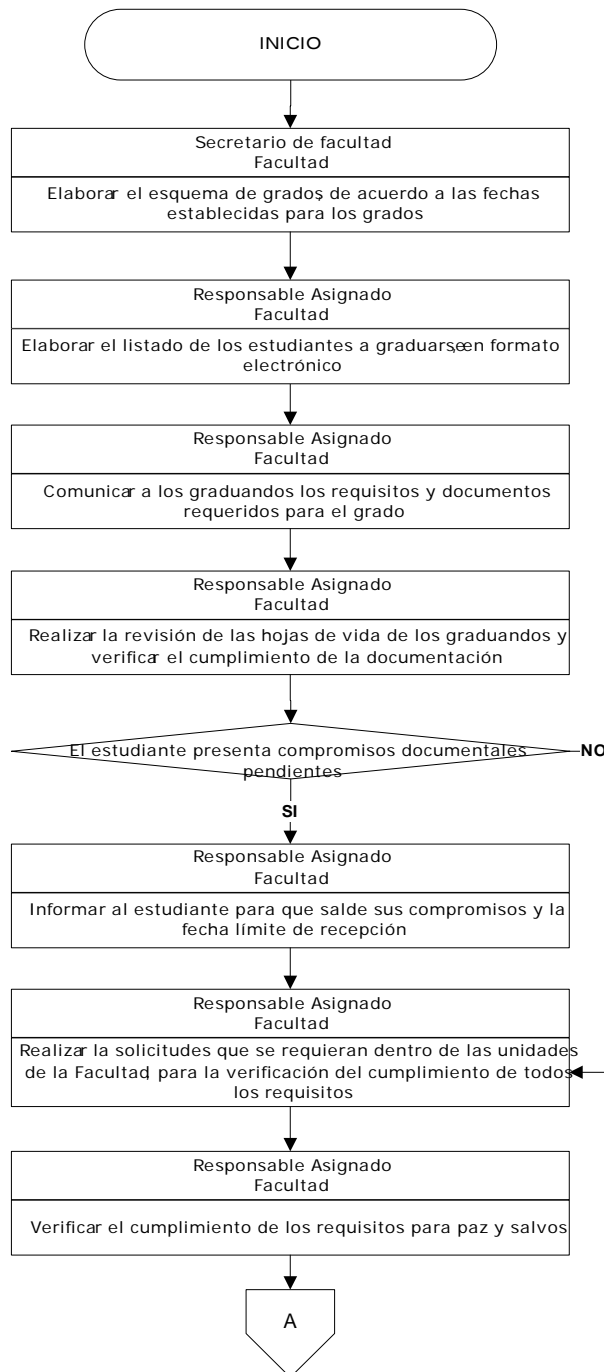 INICIO
Secretario de facultad
Facultad
Elaborar el esquema de grados, de acuerdo a las fechas
establecidas para los grados
Responsable Asignado
Facultad
Elaborar el listado de los estudiantes a graduarse, en formato
electrónico
Responsable Asignado
Facultad
Comunicar a los graduandos los requisitos y documentos
requeridos para el grado
Responsable Asignado
Facultad
Realizar la revisión de las hojas de vida de los graduandos y
verificar el cumplimiento de la documentación
El estudiante presenta compromisos documentales
pendientes
NO
SI
Responsable Asignado
Facultad
Informar al estudiante para que salde sus compromisos y la
fecha límite de recepción
Responsable Asignado
Facultad
Realizar la solicitudes que se requieran dentro de las unidades
de la Facultad, para la verificación del cumplimiento de todos
los requisitos
Responsable Asignado
Facultad
Verificar el cumplimiento de los requisitos para paz y salvos
A